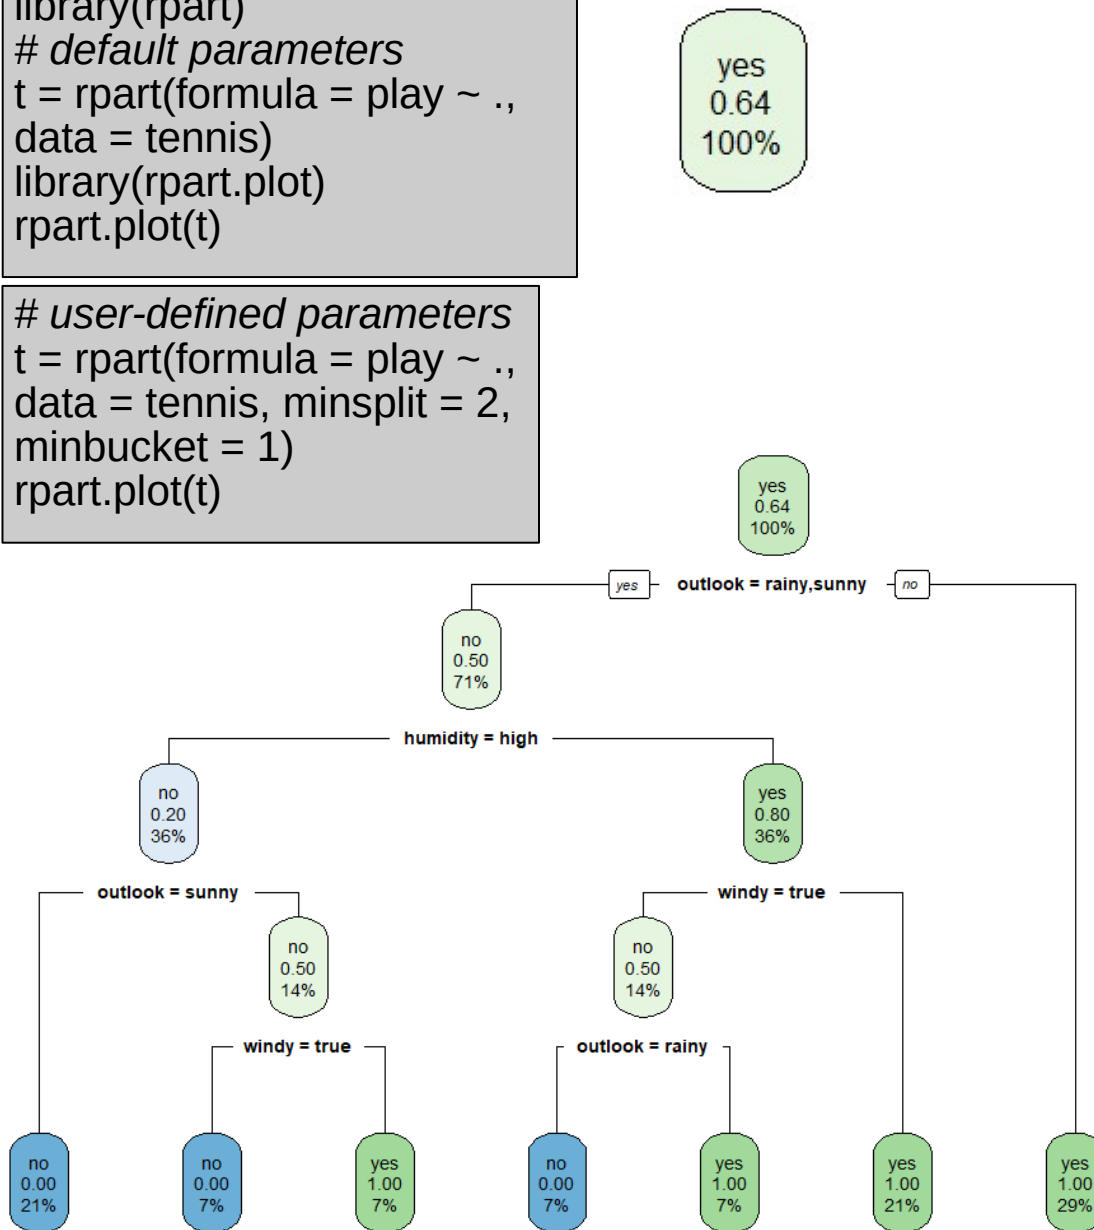 library(rpart)
# default parameters
t = rpart(formula = play ~ .,
data = tennis)
library(rpart.plot)
rpart.plot(t)
yes
0.64
100%
# user-defined parameters
t = rpart(formula = play ~ .,
data = tennis, minsplit = 2,
minbucket = 1)
rpart.plot(t)
yes
0.64
100%
yes outlook = rainy,sunny no
no
0.50
71%
humidity = high
no
0.20
36%
yes
0.80
36%
outlook = sunny
windy = true
no
0.50
14%
no
0.50
14%
windy = true
outlook = rainy
no
0.00
21%
no
0.00
7%
yes
1.00
7%
no
0.00
7%
yes
1.00
7%
yes
1.00
21%
yes
1.00
29%